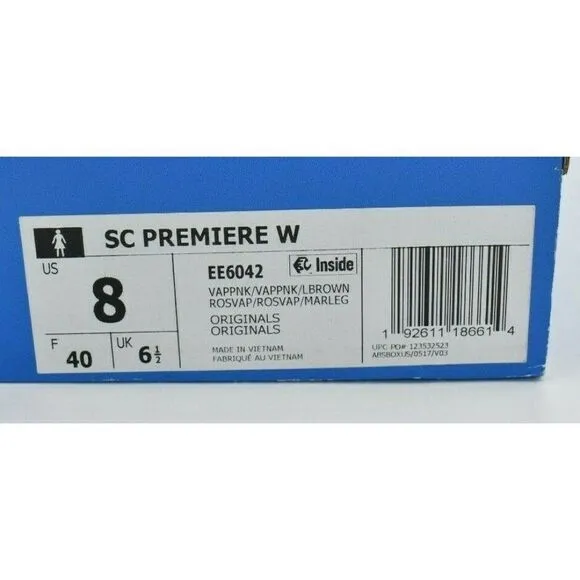 SC PREMIERE W
US
8
F
40
UK
6½
EE6042
Inside
VAPPNK/VAPPNK/LBROWN
ROSVAP/ROSVAP/MARLEG
ORIGINALS
ORIGINALS
MADE IN VIETNAM
FABRIQUÉ AU VIETNAM
1 92611 18661 4
UPC PO# 123532523
ABSBOXUS/0517/V03